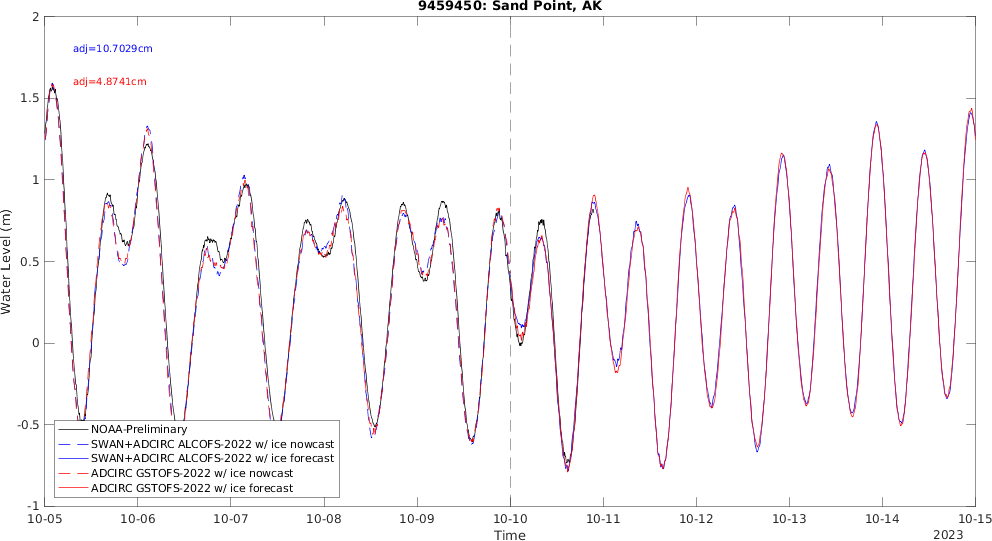 9459450: Sand Point, AK
adj=10.7029cm
adj=4.8741cm
Water Level (m)
2
1.5
1
0.5
0
-0.5
-1
NOAA-Preliminary
SWAN+ADCIRC ALCOFS-2022 w/ ice nowcast
SWAN+ADCIRC ALCOFS-2022 w/ ice forecast
ADCIRC GSTOFS-2022 w/ ice nowcast
ADCIRC GSTOFS-2022 w/ ice forecast
10-05 10-06 10-07 10-08 10-09 10-10 10-11 10-12 10-13 10-14 10-15
Time
2023